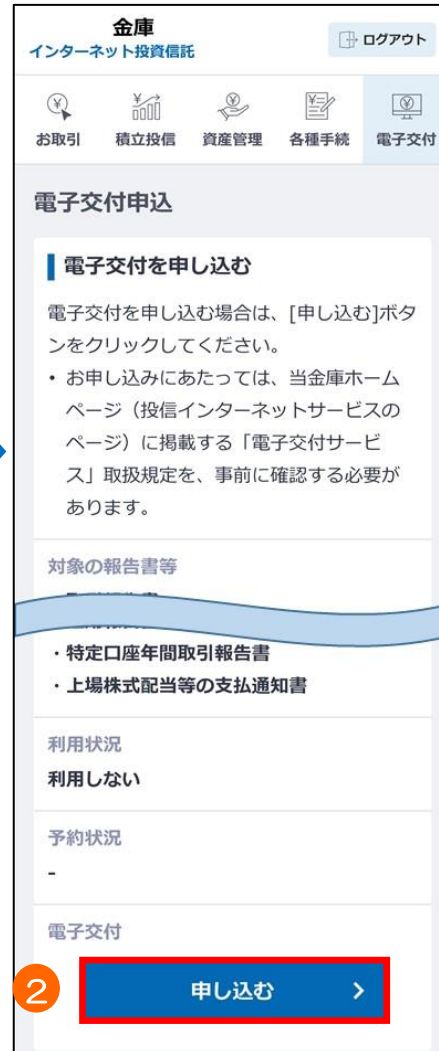 金庫
インターネット投資信託
ログアウト
お取引 積立投信 資産管理 各種手続 電子交付
電子交付申込
電子交付を申し込む
電子交付を申し込む場合は、[申し込む]ボタ
ンをクリックしてください。
・お申し込みにあたっては、当金庫ホーム
ページ（投信インターネットサービスの
ページ）に掲載する「電子交付サービ
ス」取扱規定を、事前に確認する必要が
あります。
対象の報告書等
・特定口座年間取引報告書
・上場株式配当等の支払通知書
利用状況
利用しない
予約状況
-
電子交付
2
申し込む